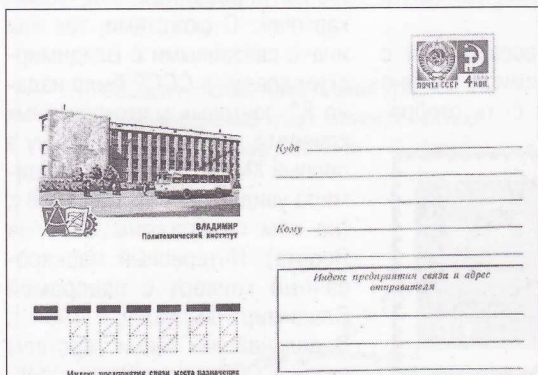 ПОЧТА СССР
4 КОП.
ВЛАДИМИР
Политехнический институт
Куда
Кому
Индекс предприятия связи и адрес
отправителя
Индекс предприятия связи места назначения